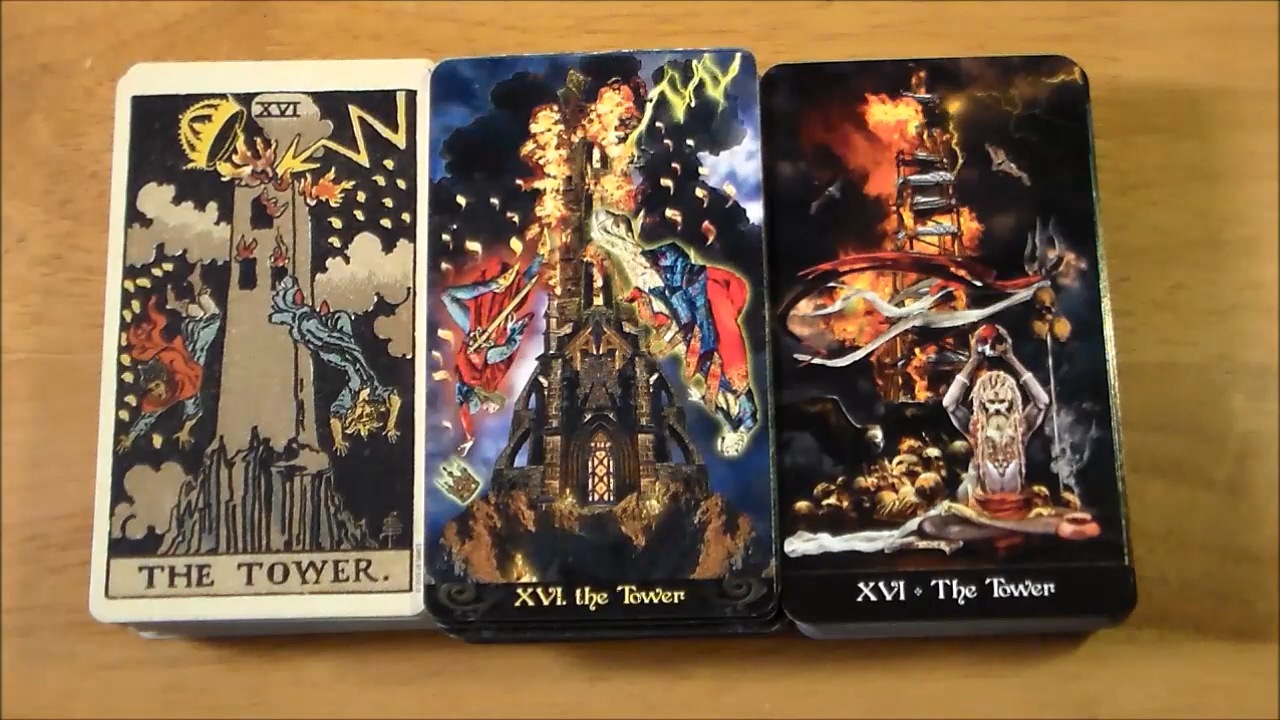 XVI
THE TOWER.
XVI. the Tower
XVI • The Tower